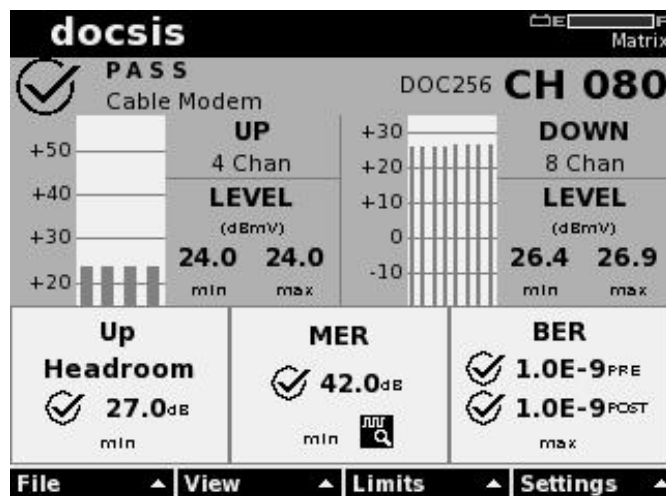 docsis
E F
Matrix
PASS
Cable Modem
DOC256 CH 080
UP
4 Chan
LEVEL
(dBmV)
24.0 24.0
min max
+50
+40
+30
+20
DOWN
8 Chan
LEVEL
(dBmV)
26.4 26.9
min max
+30
+20
+10
0
-10
Up
Headroom
27.0dB
min
MER
42.0dB
min
BER
1.0E-9PRE
1.0E-9POST
max
File View Limits Settings